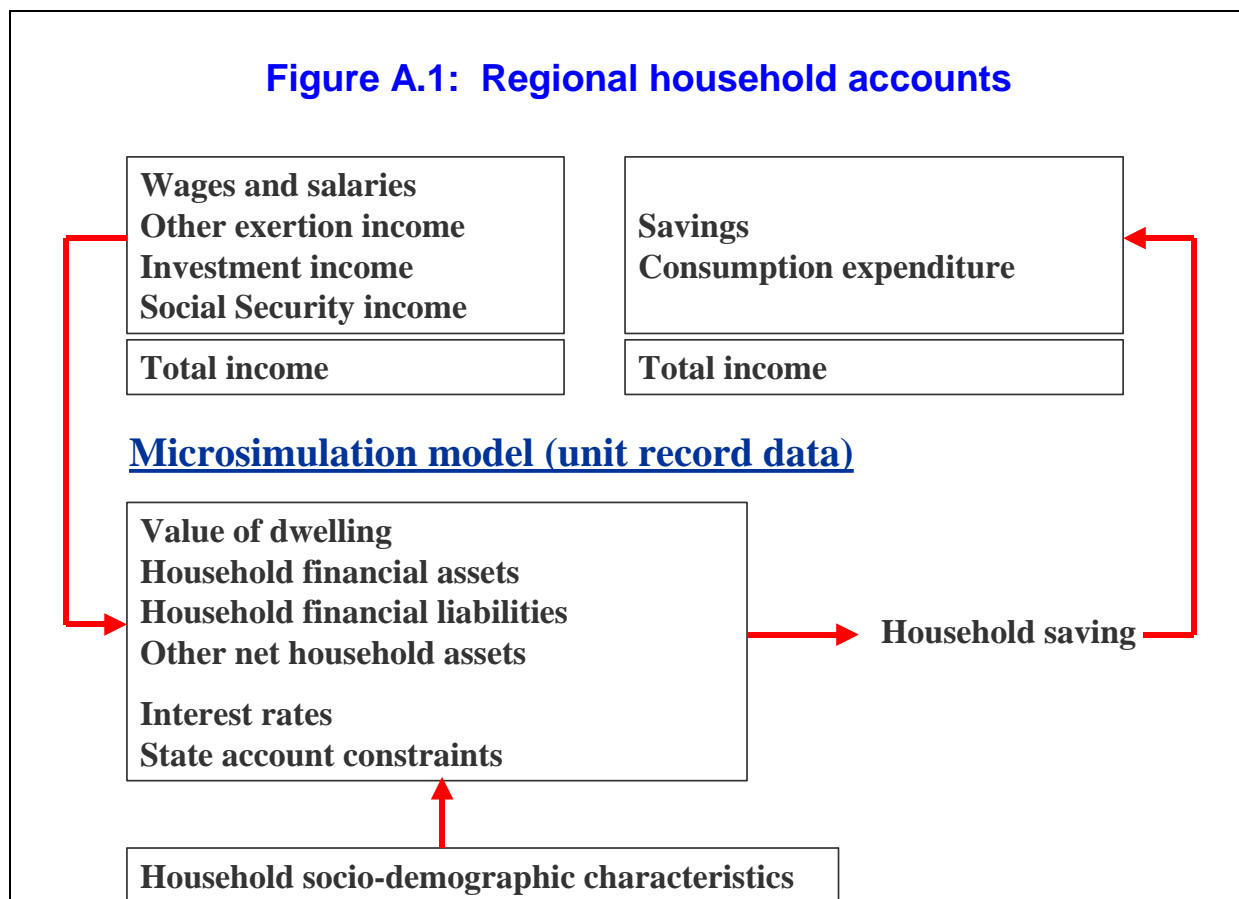 Figure A.1: Regional household accounts
Wages and salaries
Other exertion income
Investment income
Social Security income
Total income
Savings
Consumption expenditure
Total income
Microsimulation model (unit record data)
Value of dwelling
Household financial assets
Household financial liabilities
Other net household assets
Interest rates
State account constraints
Household saving
Household socio-demographic characteristics